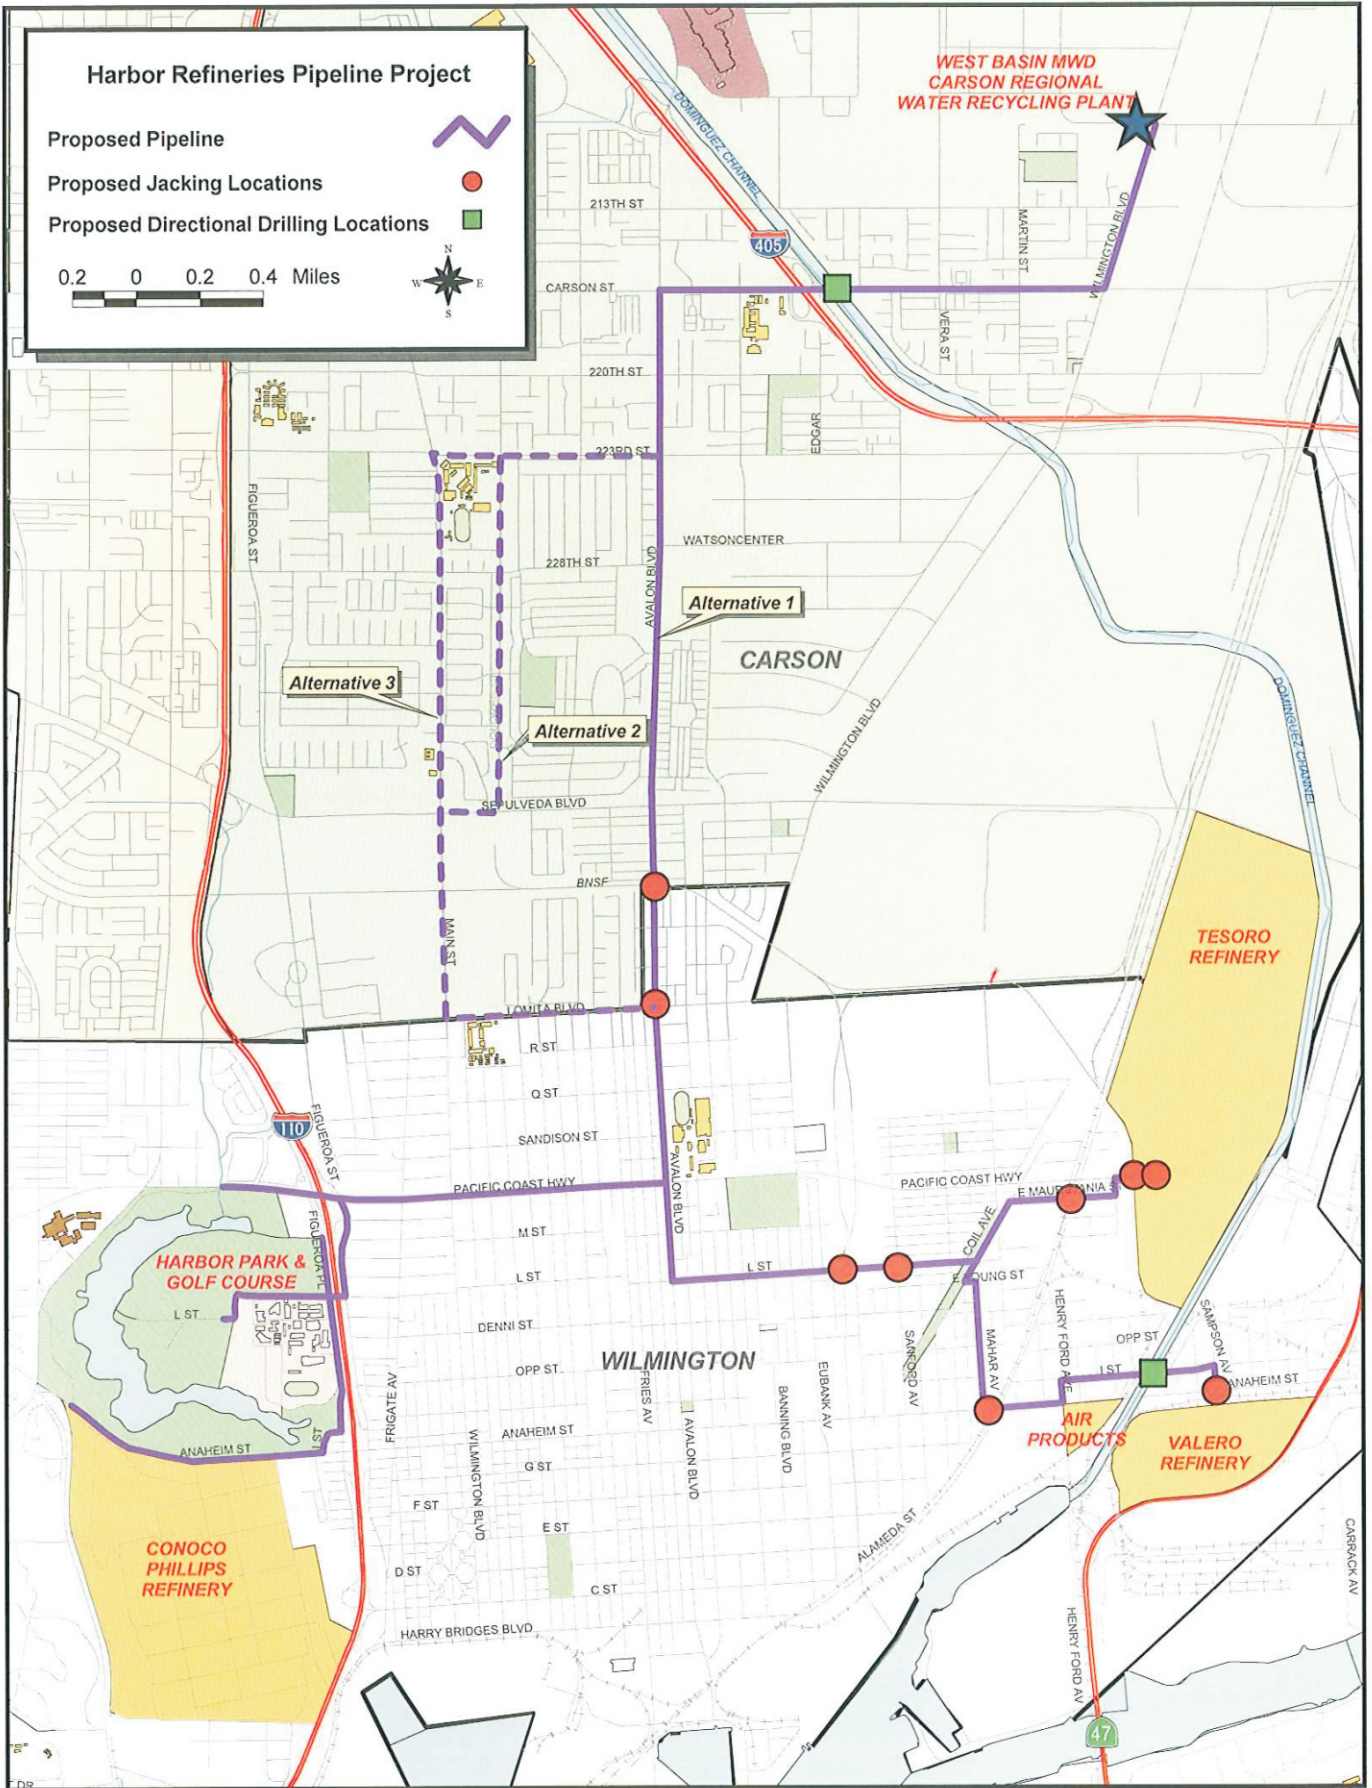 Harbor Refineries Pipeline Project
Proposed Pipeline
Proposed Jacking Locations
Proposed Directional Drilling Locations
0.2 0 0.2 0.4 Miles
N
W E
S
WEST BASIN MWD
CARSON REGIONAL
WATER RECYCLING PLANT
DOMINGUEZ CHANNEL
213TH ST
405
MARTIN ST
WILMINGTON BLVD
CARSON ST
VERA ST
220TH ST
EDGAR
223RD ST
FIGUEROA ST
WATSONCENTER
228TH ST
AVALON BLVD
Alternative 1
CARSON
Alternative 3
Alternative 2
WILMINGTON BLVD
DOMINGUEZ CHANNEL
SEPULVEDA BLVD
BNSF
MAIN ST
TESORO
REFINERY
LOMITA BLVD
R ST
Q ST
110
FIGUEROA ST
SANDISON ST
AVALON BLVD
PACIFIC COAST HWY
PACIFIC COAST HWY
FIGUEROA PL
M ST
COIL AVE
HARBOR PARK &
GOLF COURSE
L ST
L ST
L ST
HENRY FORD AVE
SAMPSON AV
DENNI ST
SANFORD AV
MAHAR AV
OPP ST
OPP ST
WILMINGTON
I ST
ANAHEIM ST
FRIGATE AV
FRIES AV
EUBANK AV
BANNING BLVD
AVALON BLVD
AIR
PRODUCTS
VALERO
REFINERY
ANAHEIM ST
I ST
ANAHEIM ST
WILMINGTON BLVD
G ST
F ST
E ST
ALAMEDA ST
CARRACK AV
CONOCO
PHILLIPS
REFINERY
D ST
C ST
HARRY BRIDGES BLVD
HENRY FORD AV
47
DR